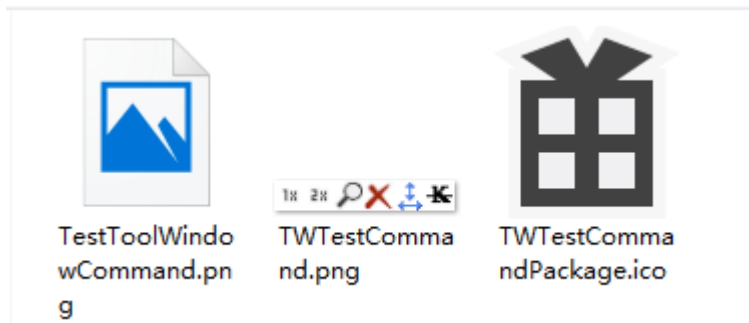 1x 2x K
TestToolWindo
wCommand.pn
g
TWTestComma
nd.png
TWTestComma
ndPackage.ico